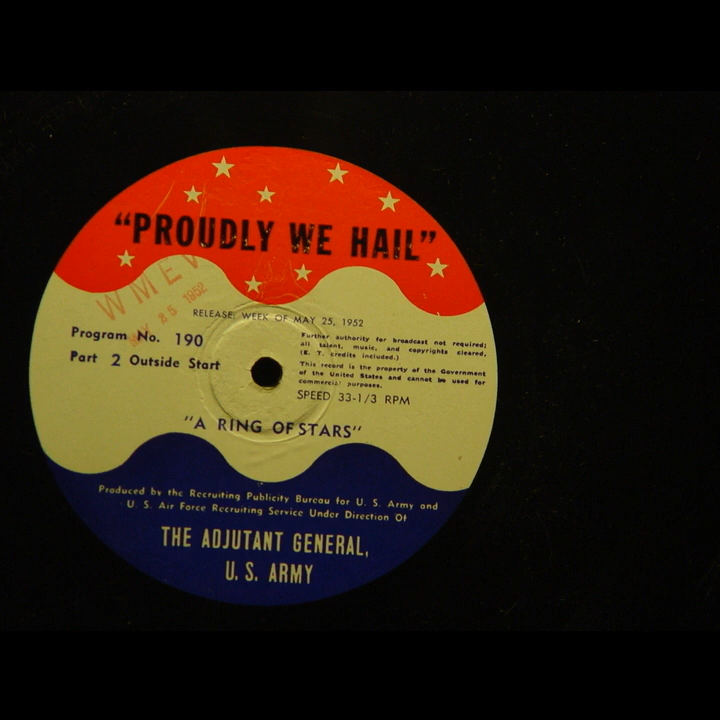 "PROUDLY WE HAIL"
WMEV
MAY 25 1952
RELEASE: WEEK OF MAY 25, 1952
Program No. 190
Part 2 Outside Start
Further authority for broadcast not required;
all talent, music, and copyrights cleared,
(E. T. credits included.)
This record is the property of the Government
of the United States and cannot be used for
commercial purposes.
SPEED 33-1/3 RPM
"A RING OF STARS"
Produced by the Recruiting Publicity Bureau for U. S. Army and
U. S. Air Force Recruiting Service Under Direction Of
THE ADJUTANT GENERAL,
U. S. ARMY